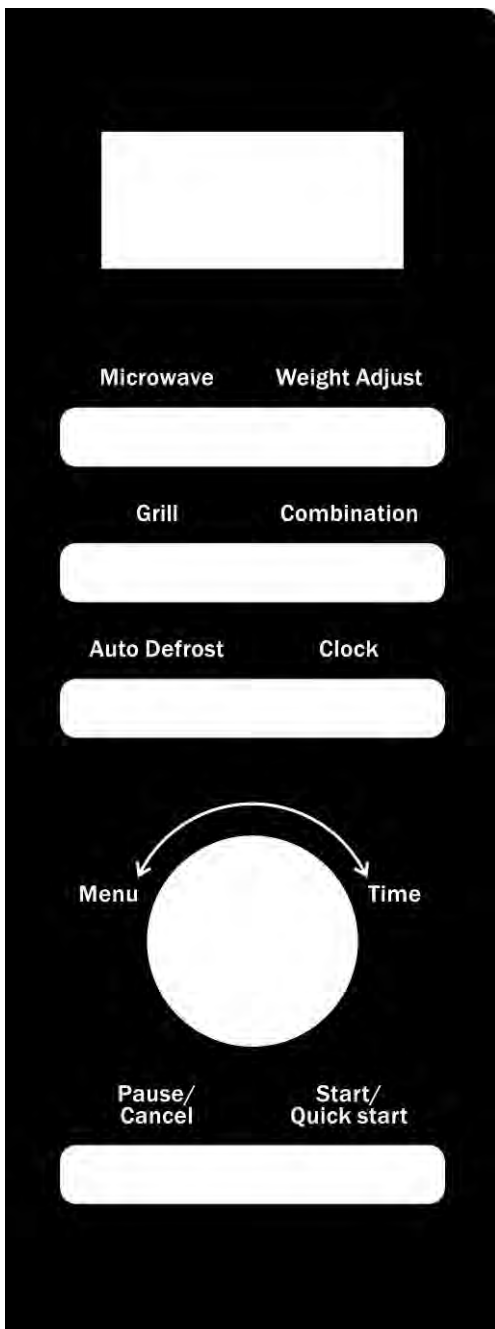 Microwave Weight Adjust
Grill Combination
Auto Defrost Clock
Menu Time
Pause/ Start/
Cancel Quick start